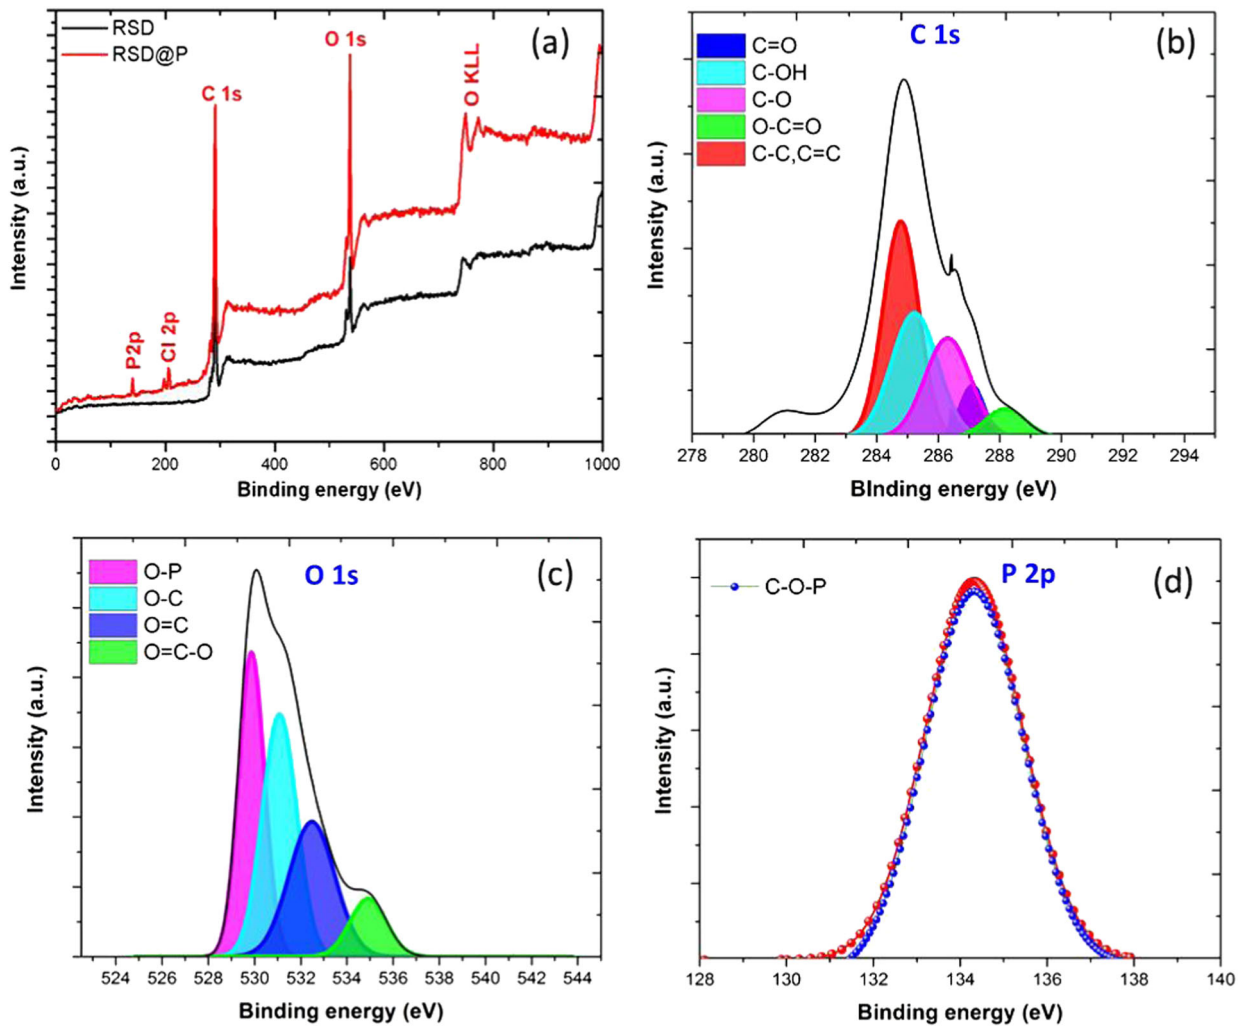 RSD
RSD@P
(a)
O 1s
C 1s
O KLL
P2p
Cl 2p
Intensity (a.u.)
0 200 400 600 800 1000
Binding energy (eV)
C 1s
(b)
C=O
C-OH
C-O
O-C=O
C-C,C=C
Intensity (a.u.)
278 280 282 284 286 288 290 292 294
BInding energy (eV)
O 1s
(c)
O-P
O-C
O=C
O=C-O
Intensity (a.u.)
524 526 528 530 532 534 536 538 540 542 544
Binding energy (eV)
P 2p
(d)
C-O-P
Intensity (a.u.)
128 130 132 134 136 138 140
Binding energy (eV)